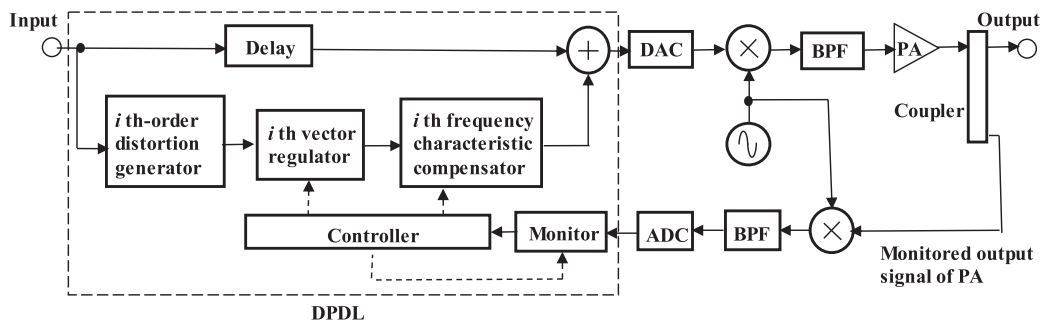 Input
Output
Delay
+
DAC
×
BPF
PA
Coupler
i th-order
distortion
generator
i th vector
regulator
i th frequency
characteristic
compensator
Controller
Monitor
ADC
BPF
×
Monitored output
signal of PA
DPDL